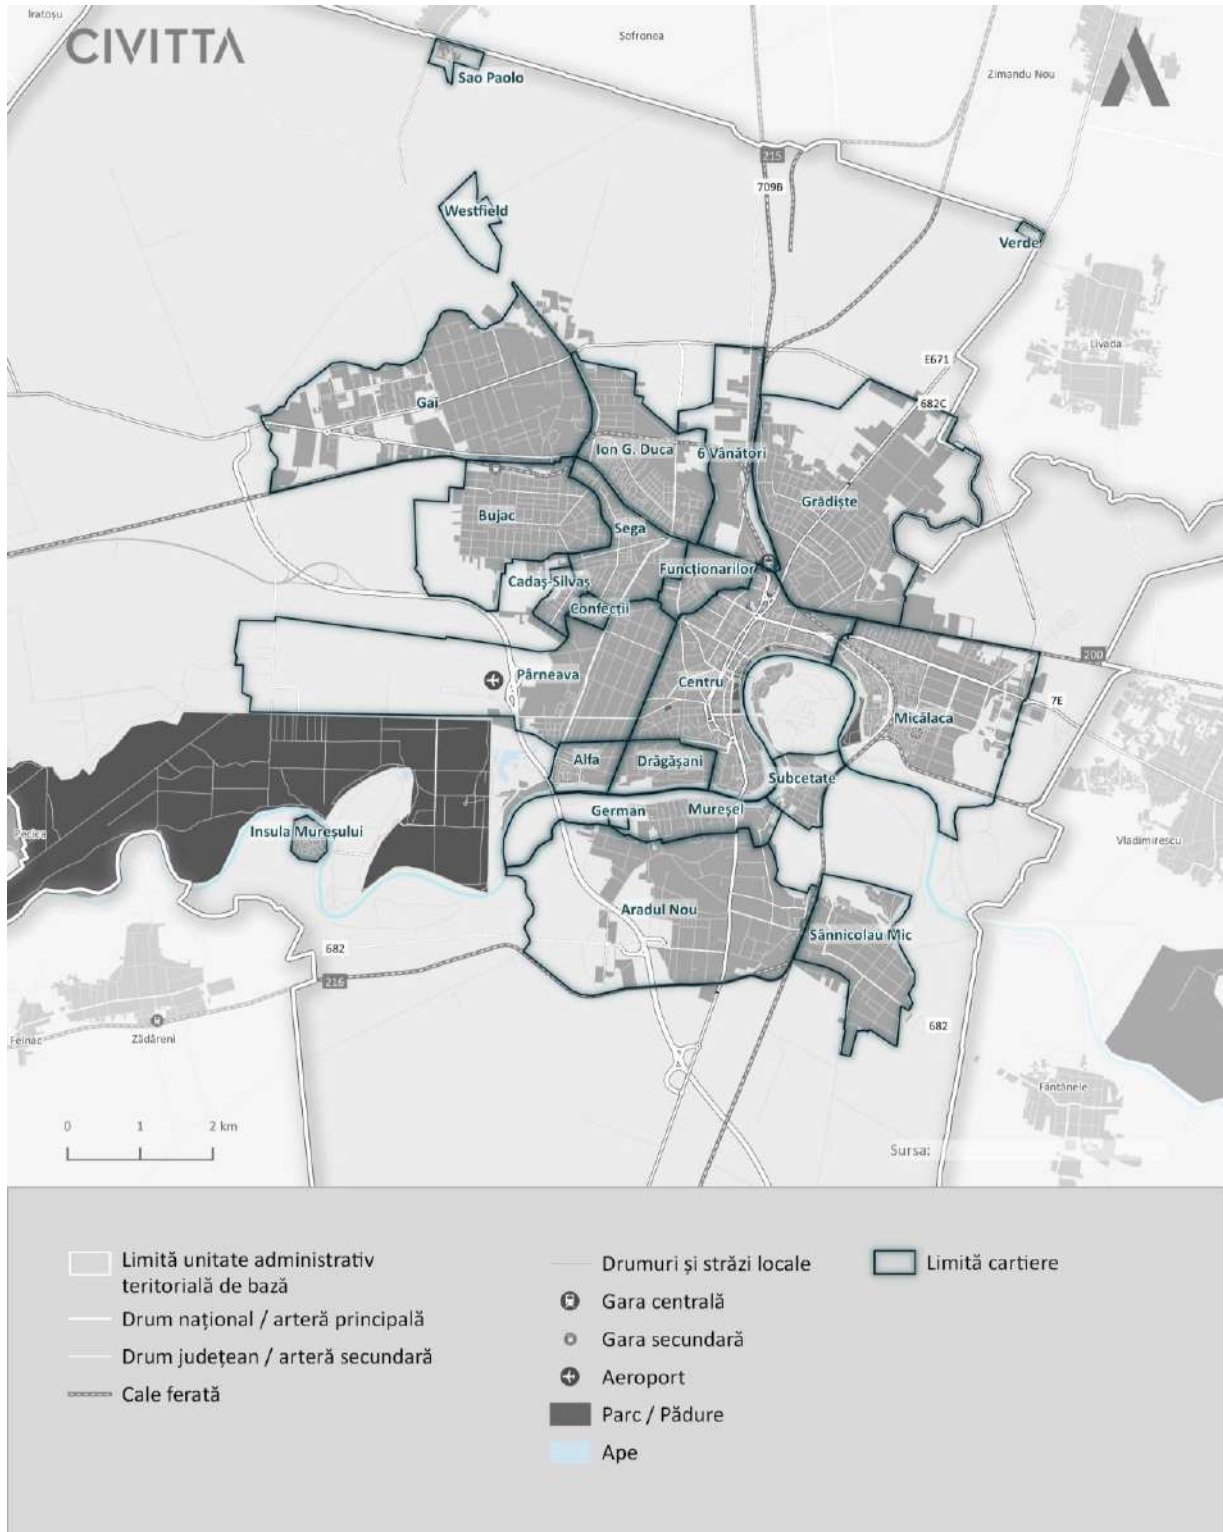 Iratoșu
CIVITTA
Șofronea
Sao Paolo
Zimandu Nou
215
709B
Westfield
Verde
Livada
E671
682C
Gai
Ion G. Duca
6 Vânători
Grădiște
Bujac
Sega
Funcționarilor
Cadaș-Silvaș
Confecții
200
Pârneava
Centru
7E
Micălaca
Alfa
Drăgășani
Subcetate
German
Mureșel
Insula Mureșului
Pecica
Vladimirescu
Aradul Nou
Sânnicolau Mic
682
216
682
Felnac
Zădăreni
Fântânele
0 1 2 km
Sursa:
Limită unitate administrativ
teritorială de bază
Drum național / arteră principală
Drum județean / arteră secundară
Cale ferată
Drumuri și străzi locale
Gara centrală
Gara secundară
Aeroport
Parc / Pădure
Ape
Limită cartiere